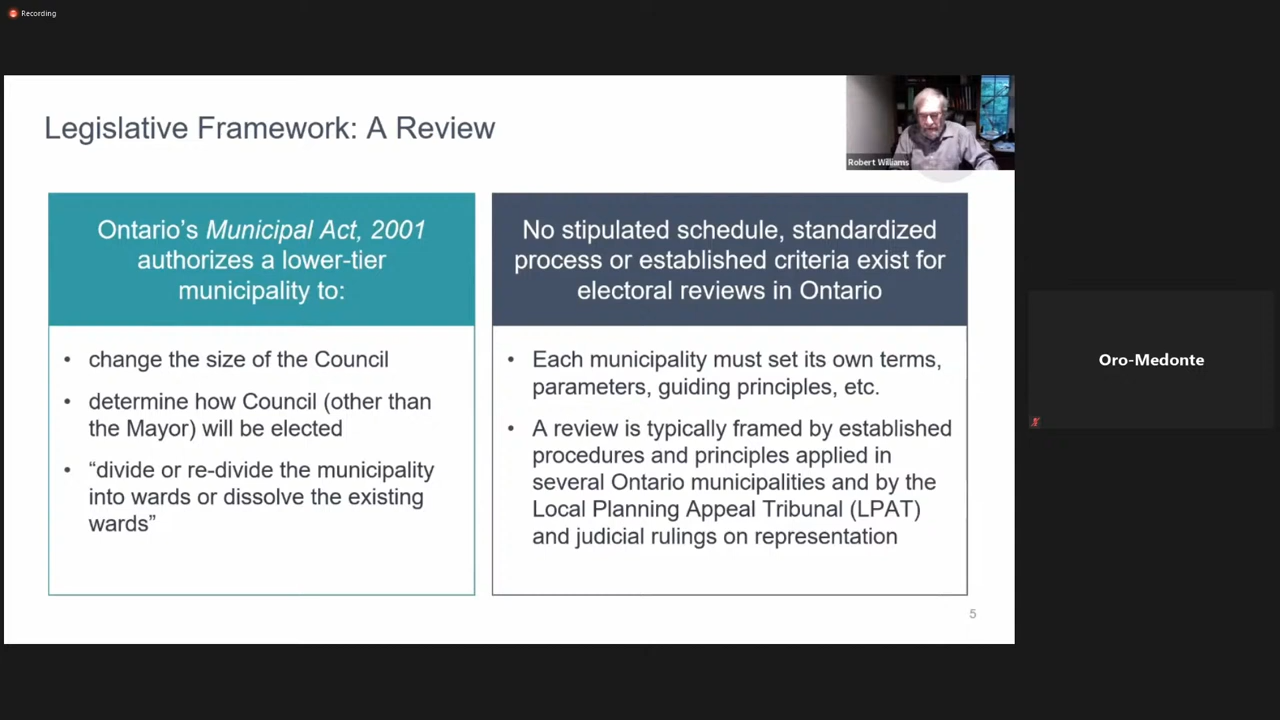 Recording
Legislative Framework: A Review
Robert Williams
Ontario’s Municipal Act, 2001
authorizes a lower-tier
municipality to:
• change the size of the Council
• determine how Council (other than
the Mayor) will be elected
• “divide or re-divide the municipality
into wards or dissolve the existing
wards”
No stipulated schedule, standardized
process or established criteria exist for
electoral reviews in Ontario
• Each municipality must set its own terms,
parameters, guiding principles, etc.
• A review is typically framed by established
procedures and principles applied in
several Ontario municipalities and by the
Local Planning Appeal Tribunal (LPAT)
and judicial rulings on representation
5
Oro-Medonte